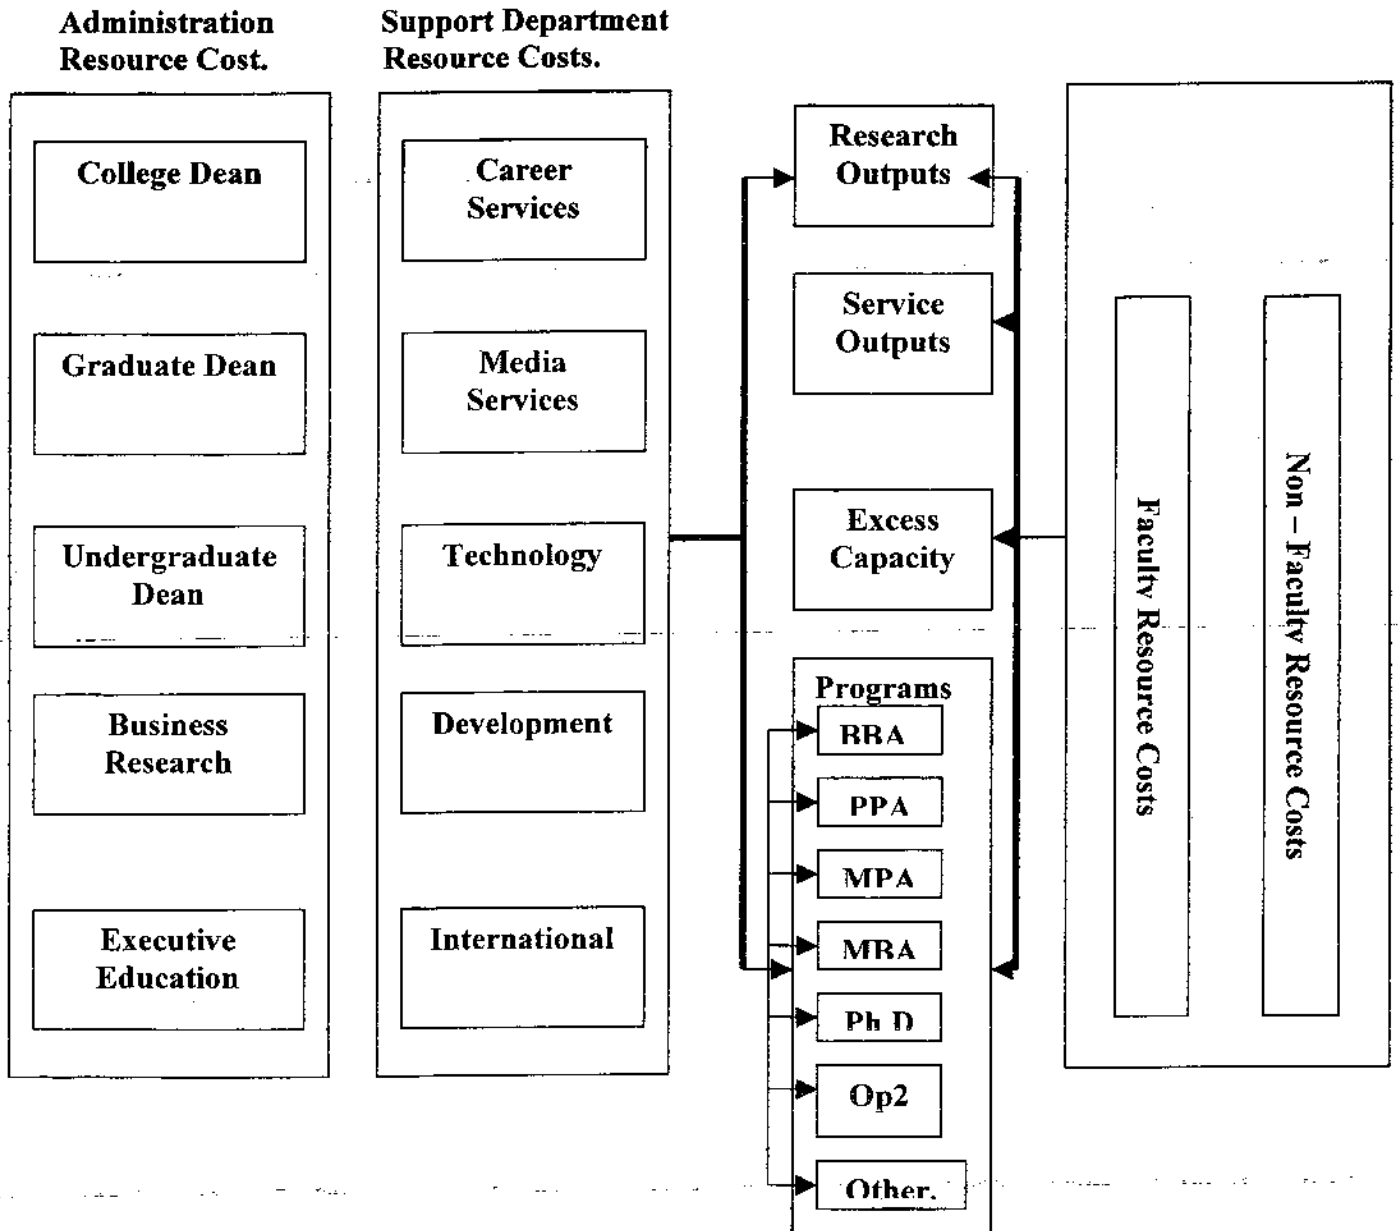 Administration
Resource Cost.
Support Department
Resource Costs.
College Dean
Graduate Dean
Undergraduate
Dean
Business
Research
Executive
Education
Career
Services
Media
Services
Technology
Development
International
Research
Outputs
Service
Outputs
Excess
Capacity
Programs
BBA
PPA
MPA
MBA
Ph D
Op2
Other.
Faculty Resource Costs
Non – Faculty Resource Costs